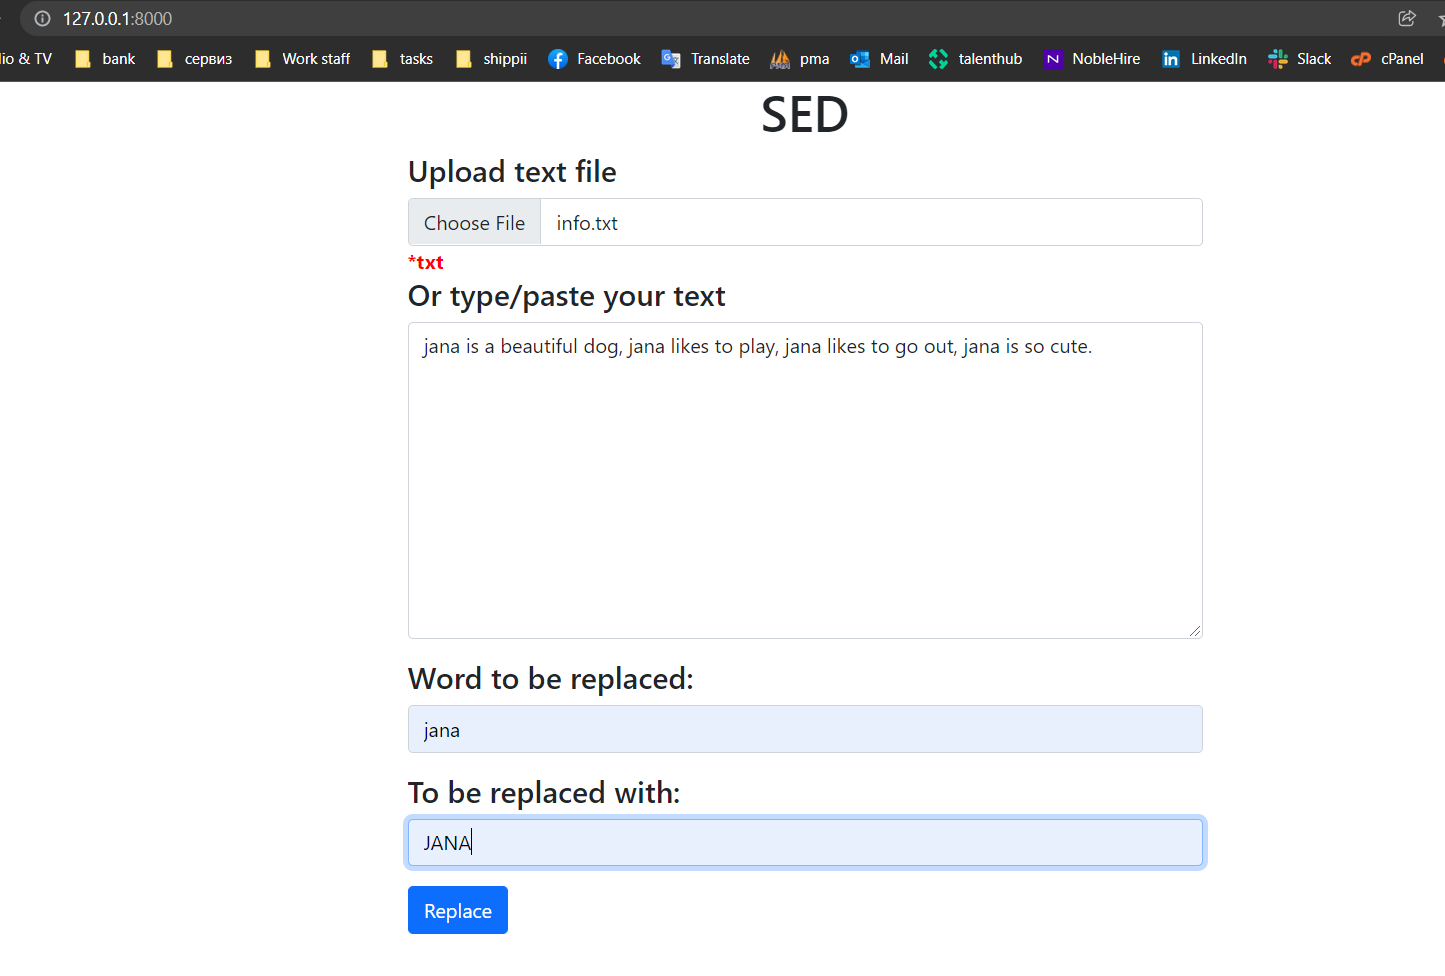 127.0.0.1:8000
io & TV bank сервиз Work staff tasks shippii Facebook Translate pma Mail talenthub NobleHire LinkedIn Slack cPanel
SED
Upload text file
Choose File info.txt
*txt
Or type/paste your text
jana is a beautiful dog, jana likes to play, jana likes to go out, jana is so cute.
Word to be replaced:
jana
To be replaced with:
JANA
Replace